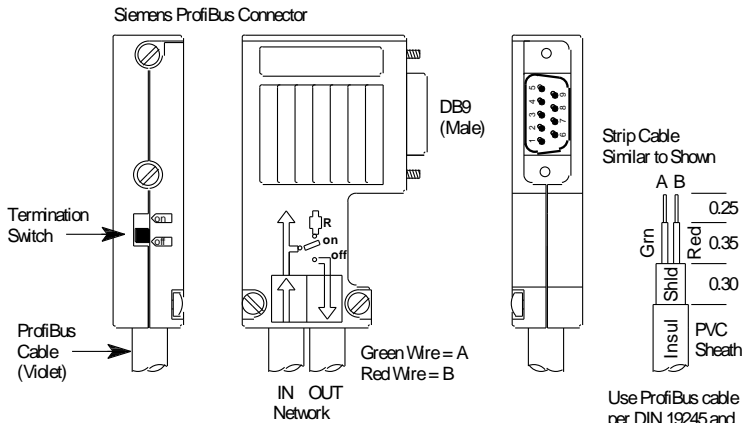 Siemens ProfiBus Connector
DB9
(Male)
5
4
3
2
1
9
8
7
6
Strip Cable
Similar to Shown
A B
0.25
Grn
Red
0.35
Shld
0.30
Insul
PVC
Sheath
Termination
Switch
on
off
R
on
off
ProfiBus
Cable
(Violet)
Green Wire = A
Red Wire = B
IN OUT
Network
Use ProfiBus cable
per DIN 19245 and